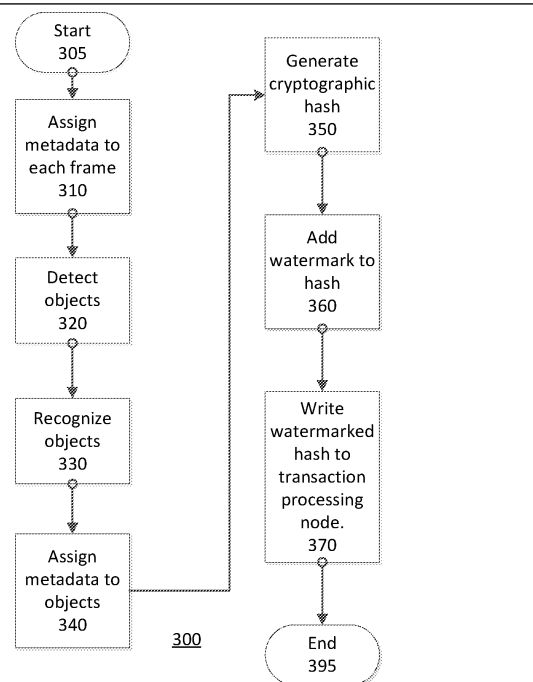 Start
305
Assign
metadata to
each frame
310
Detect
objects
320
Recognize
objects
330
Assign
metadata to
objects
340
300
Generate
cryptographic
hash
350
Add
watermark to
hash
360
Write
watermarked
hash to
transaction
processing
node.
370
End
395